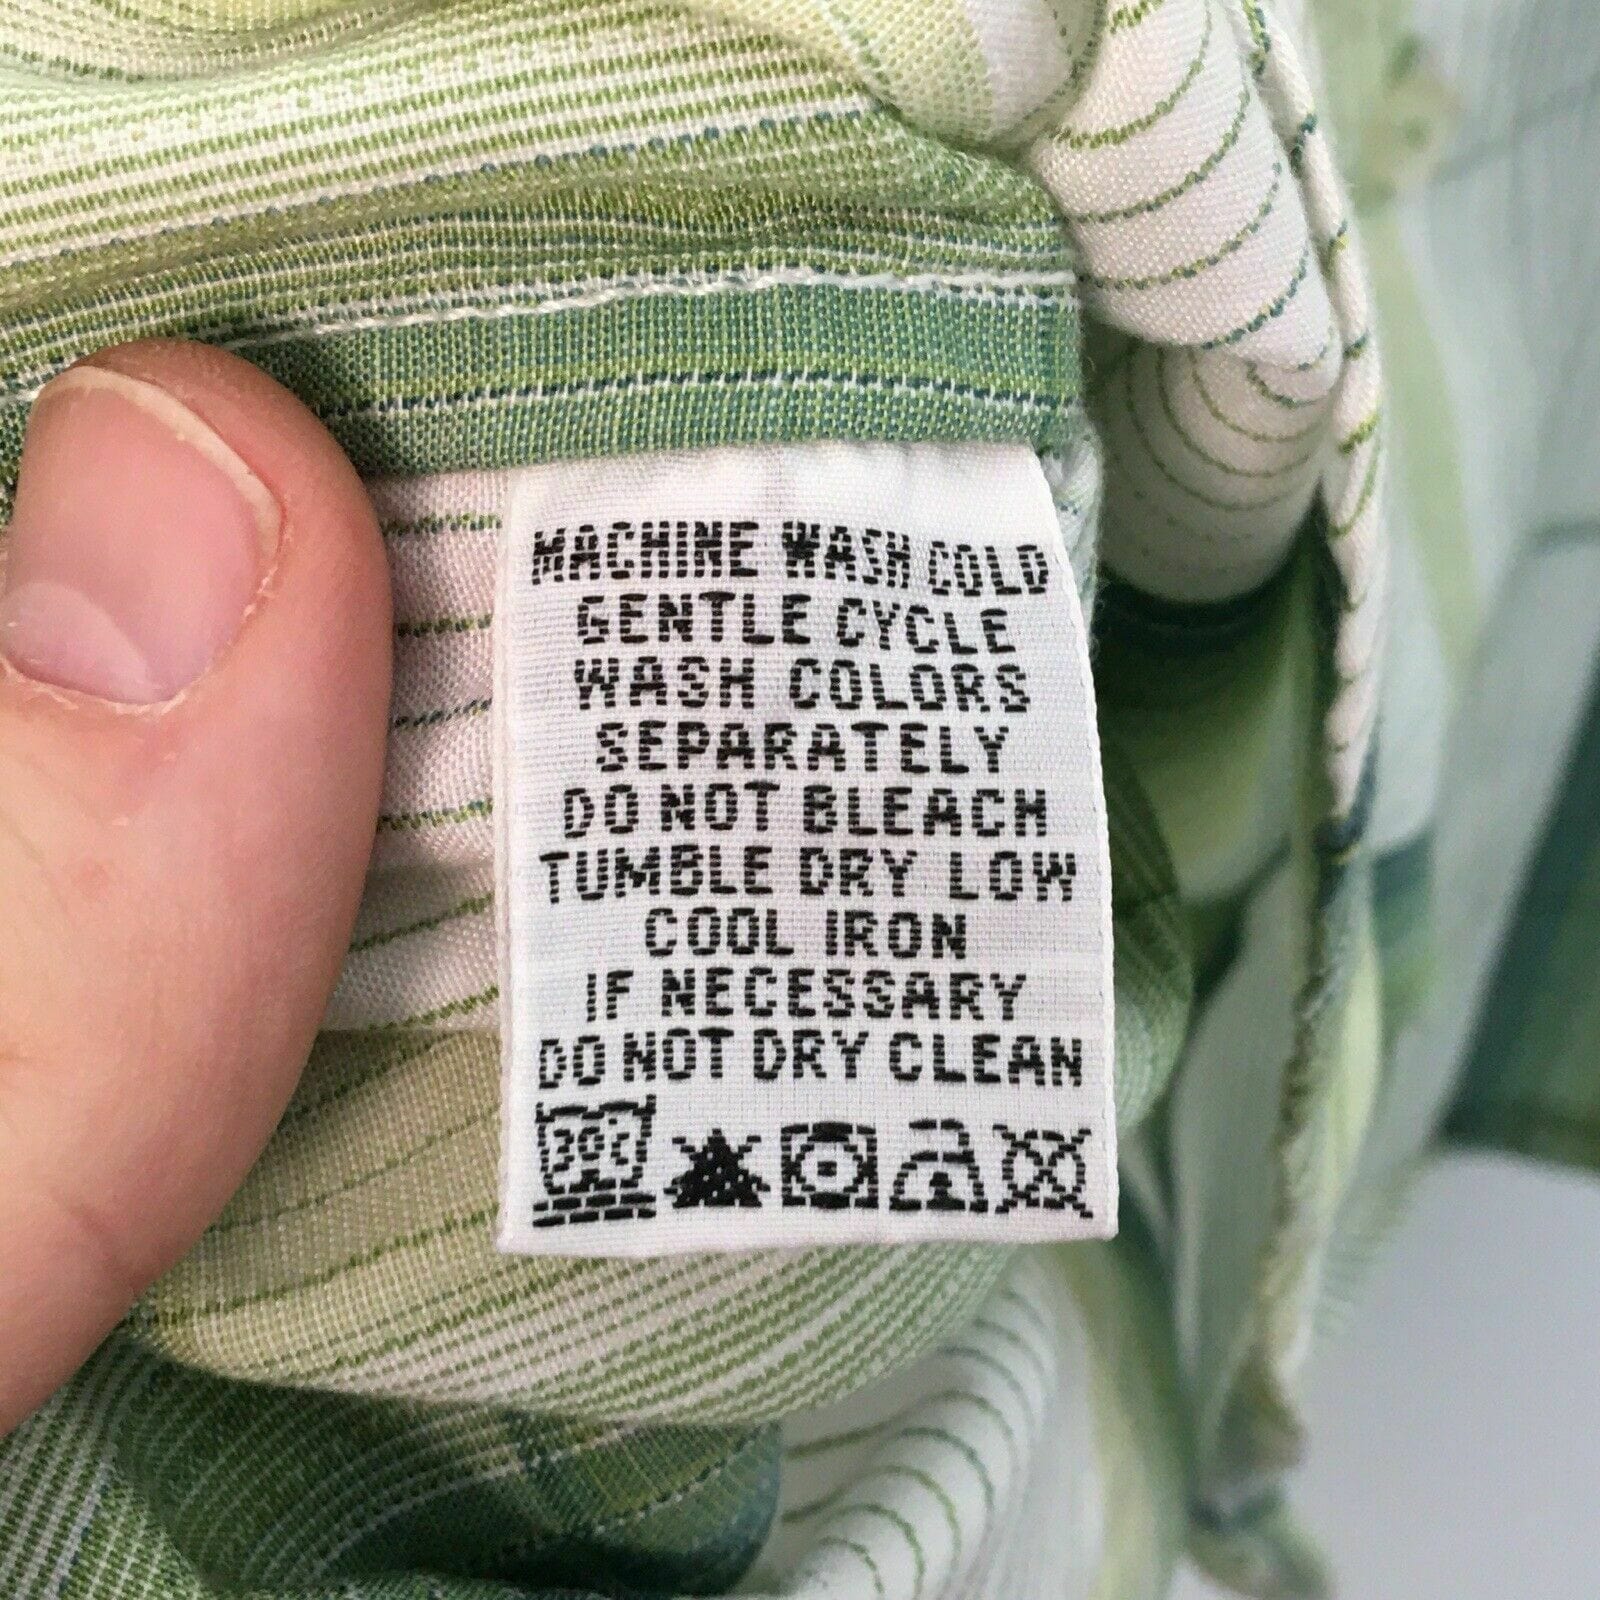 MACHINE WASH COLD
GENTLE CYCLE
WASH COLORS
SEPARATELY
DO NOT BLEACH
TUMBLE DRY LOW
COOL IRON
IF NECESSARY
DO NOT DRY CLEAN